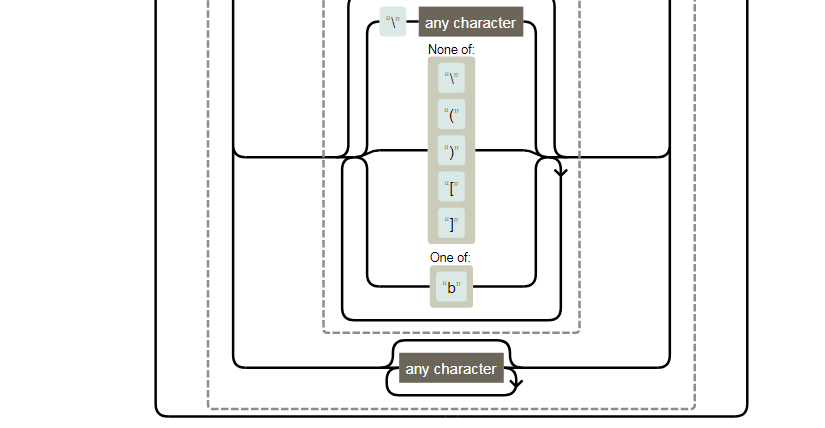 “\” any character
None of:
“\”
“(”
“)”
“[”
“]”
One of:
“b”
any character